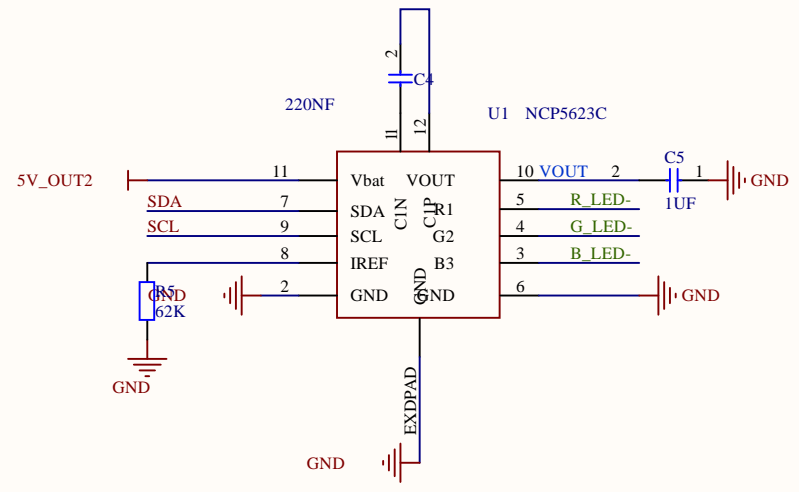 2
C4
220NF
U1 NCP5623C
11 12
5V_OUT2 11 Vbat VOUT 10 VOUT 2 C5 1 GND
1UF
SDA 7 SDA C1N C1P R1 5 R_LED-
SCL 9 SCL G2 4 G_LED-
8 IREF B3 3 B_LED-
GND 2 GND GND GND 6 GND
R5
62K
GND
EXDPAD
GND